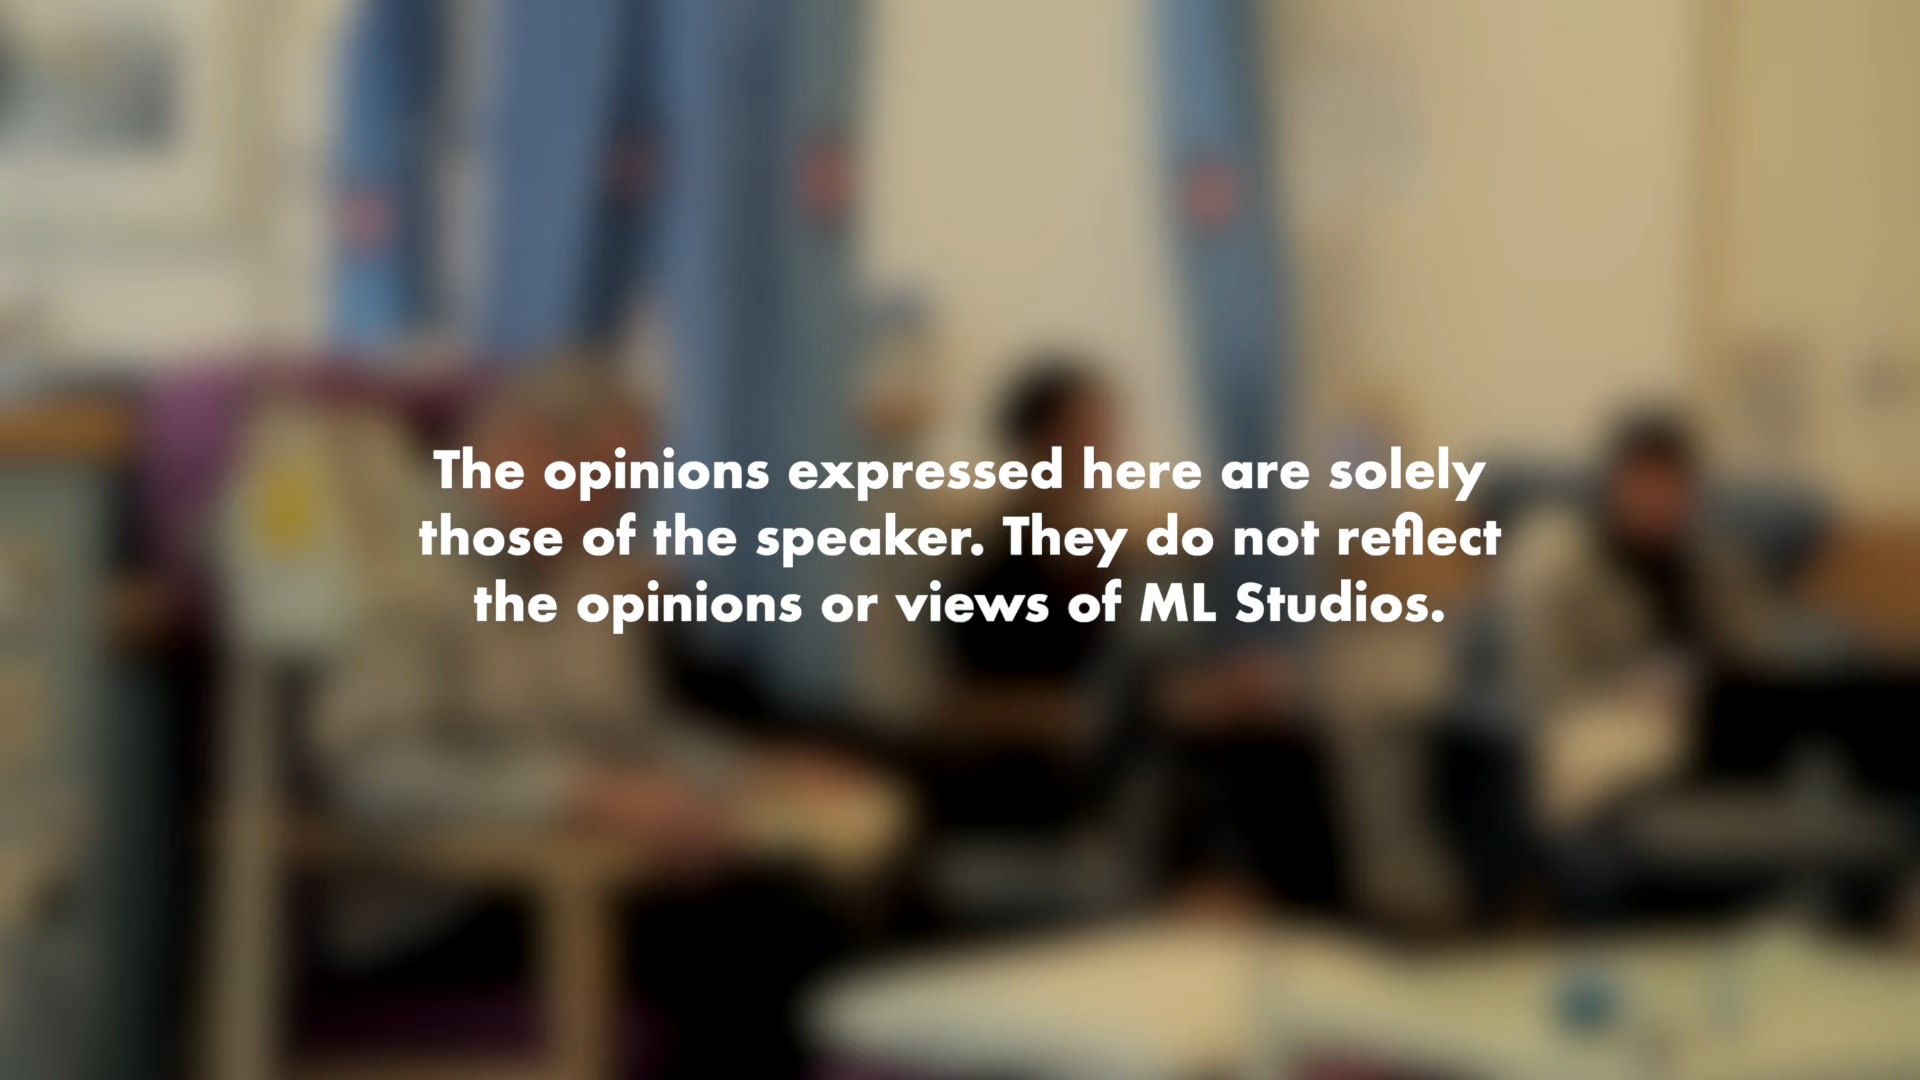 The opinions expressed here are solely
those of the speaker. They do not reflect
the opinions or views of ML Studios.